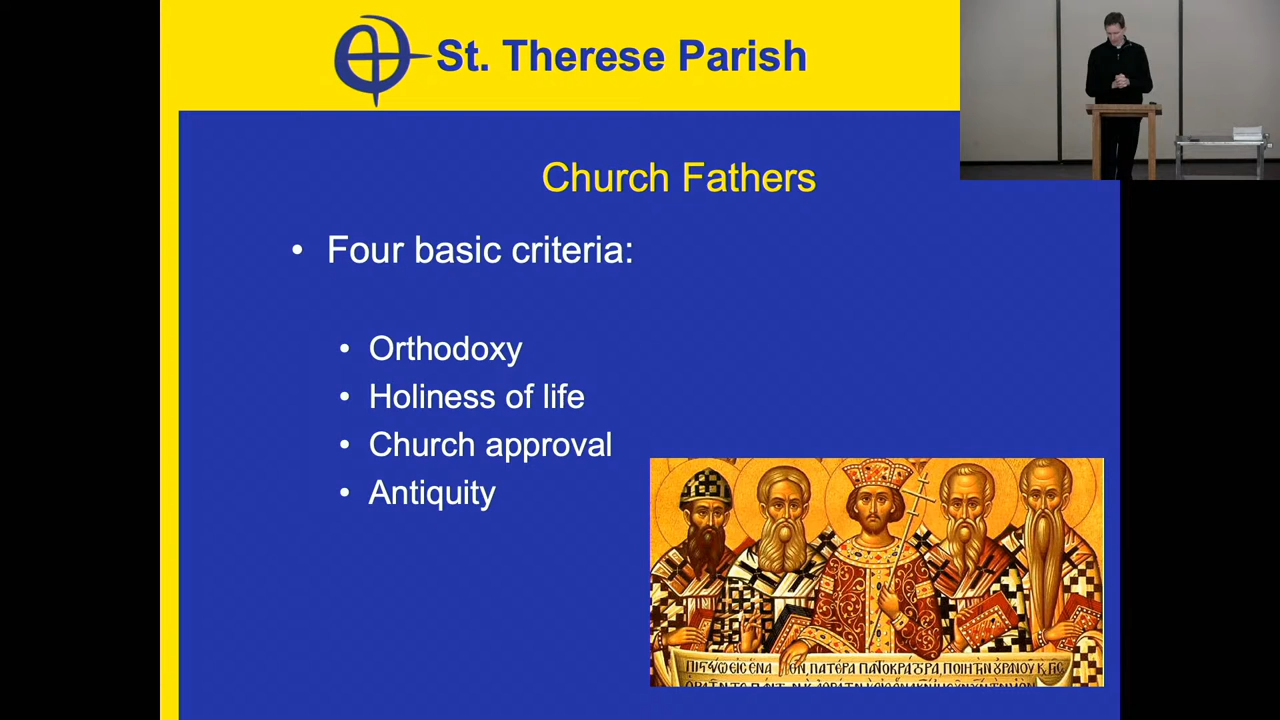 St. Therese Parish
Church Fathers
• Four basic criteria:
• Orthodoxy
• Holiness of life
• Church approval
• Antiquity